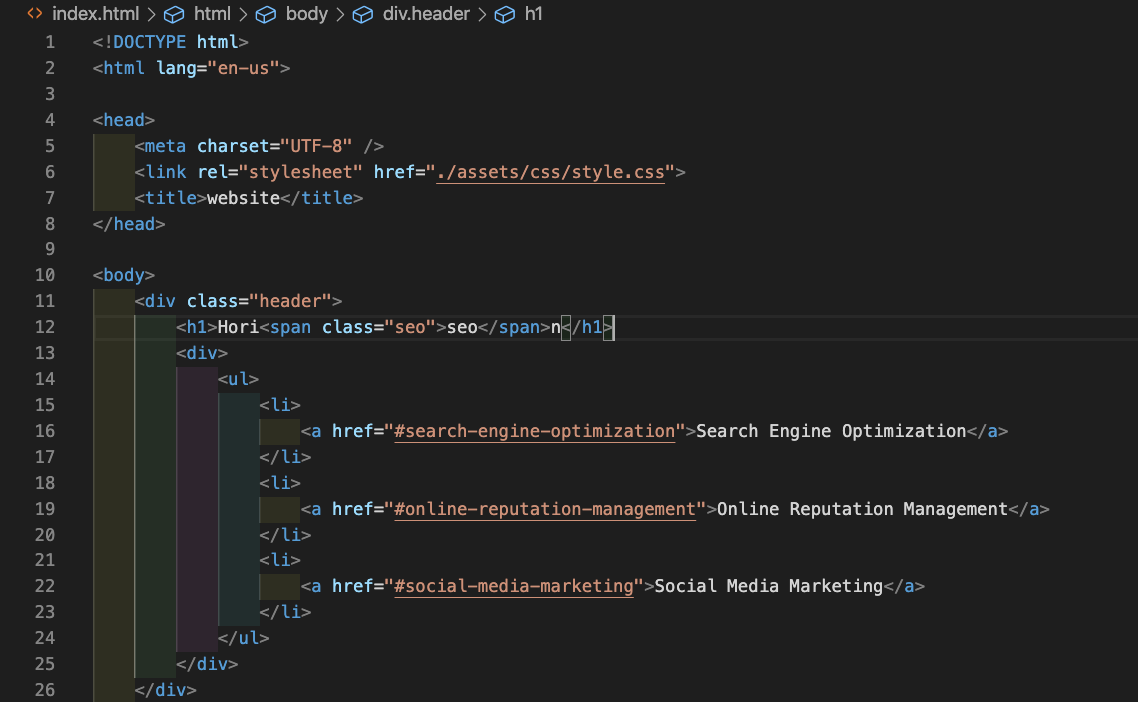 index.html > html > body > div.header > h1
1 <!DOCTYPE html>
2 <html lang="en-us">
3
4 <head>
5     <meta charset="UTF-8" />
6     <link rel="stylesheet" href="./assets/css/style.css">
7     <title>website</title>
8 </head>
9
10 <body>
11     <div class="header">
12         <h1>Hori<span class="seo">seo</span>n</h1>
13         <div>
14             <ul>
15                 <li>
16                     <a href="#search-engine-optimization">Search Engine Optimization</a>
17                 </li>
18                 <li>
19                     <a href="#online-reputation-management">Online Reputation Management</a>
20                 </li>
21                 <li>
22                     <a href="#social-media-marketing">Social Media Marketing</a>
23                 </li>
24             </ul>
25         </div>
26     </div>